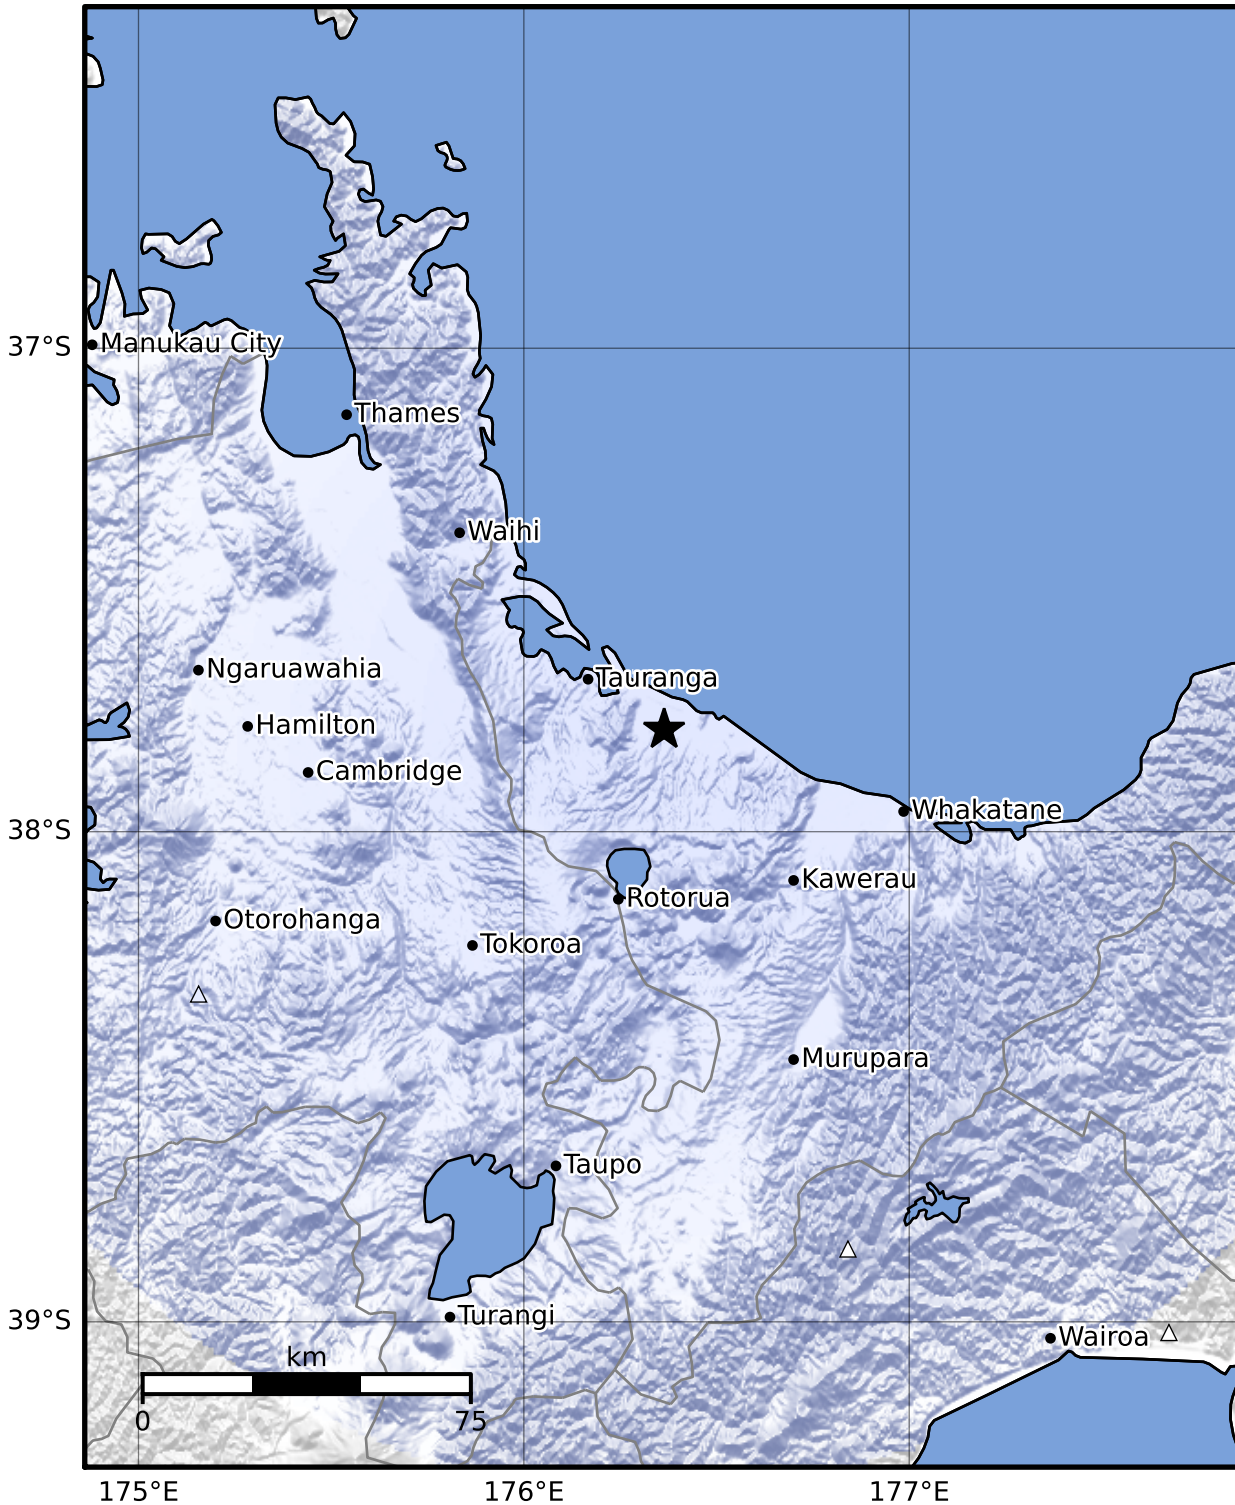 37°S
Manukau City
Thames
Waihi
Ngaruawahia
Tauranga
Hamilton
Cambridge
38°S
Whakatane
Kawerau
Rotorua
Otorohanga
Tokoroa
Murupara
Taupo
39°S
Turangi
Wairoa
km
0 75
175°E 176°E 177°E